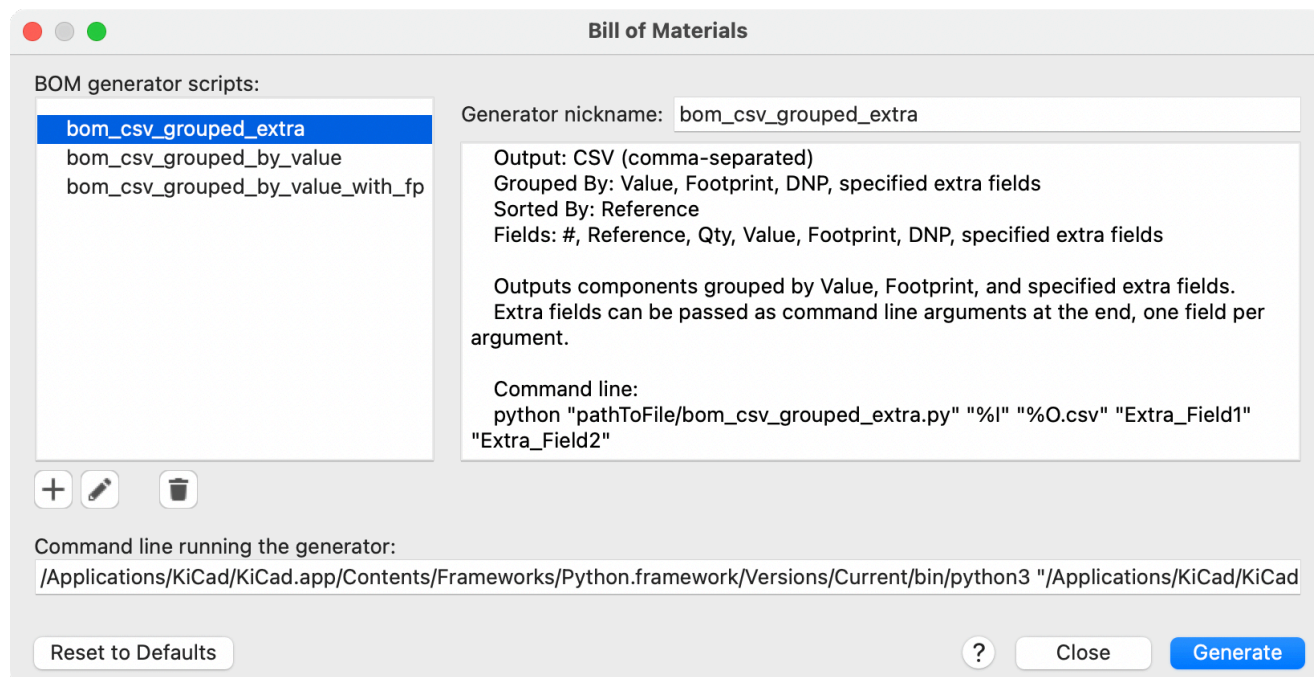 Bill of Materials
BOM generator scripts:
bom_csv_grouped_extra
bom_csv_grouped_by_value
bom_csv_grouped_by_value_with_fp
Generator nickname: bom_csv_grouped_extra
Output: CSV (comma-separated)
Grouped By: Value, Footprint, DNP, specified extra fields
Sorted By: Reference
Fields: #, Reference, Qty, Value, Footprint, DNP, specified extra fields
Outputs components grouped by Value, Footprint, and specified extra fields.
Extra fields can be passed as command line arguments at the end, one field per
argument.
Command line:
python "pathToFile/bom_csv_grouped_extra.py" "%I" "%O.csv" "Extra_Field1"
"Extra_Field2"
Command line running the generator:
/Applications/KiCad/KiCad.app/Contents/Frameworks/Python.framework/Versions/Current/bin/python3 "/Applications/KiCad/KiCad
Reset to Defaults
?
Close
Generate